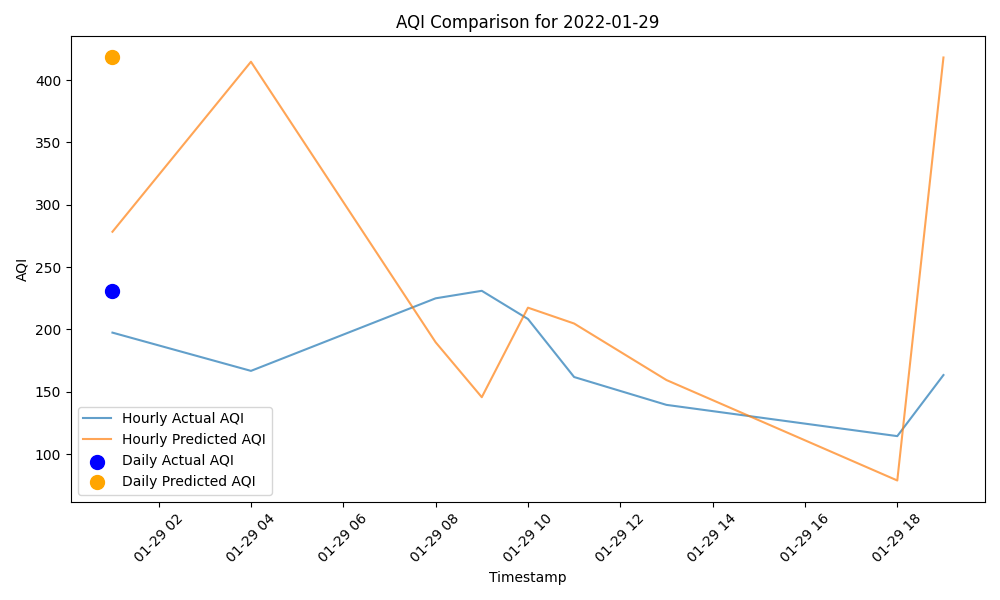 AQI Comparison for 2022-01-29
AQI
400
350
300
250
200
150
100
Hourly Actual AQI
Hourly Predicted AQI
Daily Actual AQI
Daily Predicted AQI
01-29 02
01-29 04
01-29 06
01-29 08
01-29 10
01-29 12
01-29 14
01-29 16
01-29 18
Timestamp